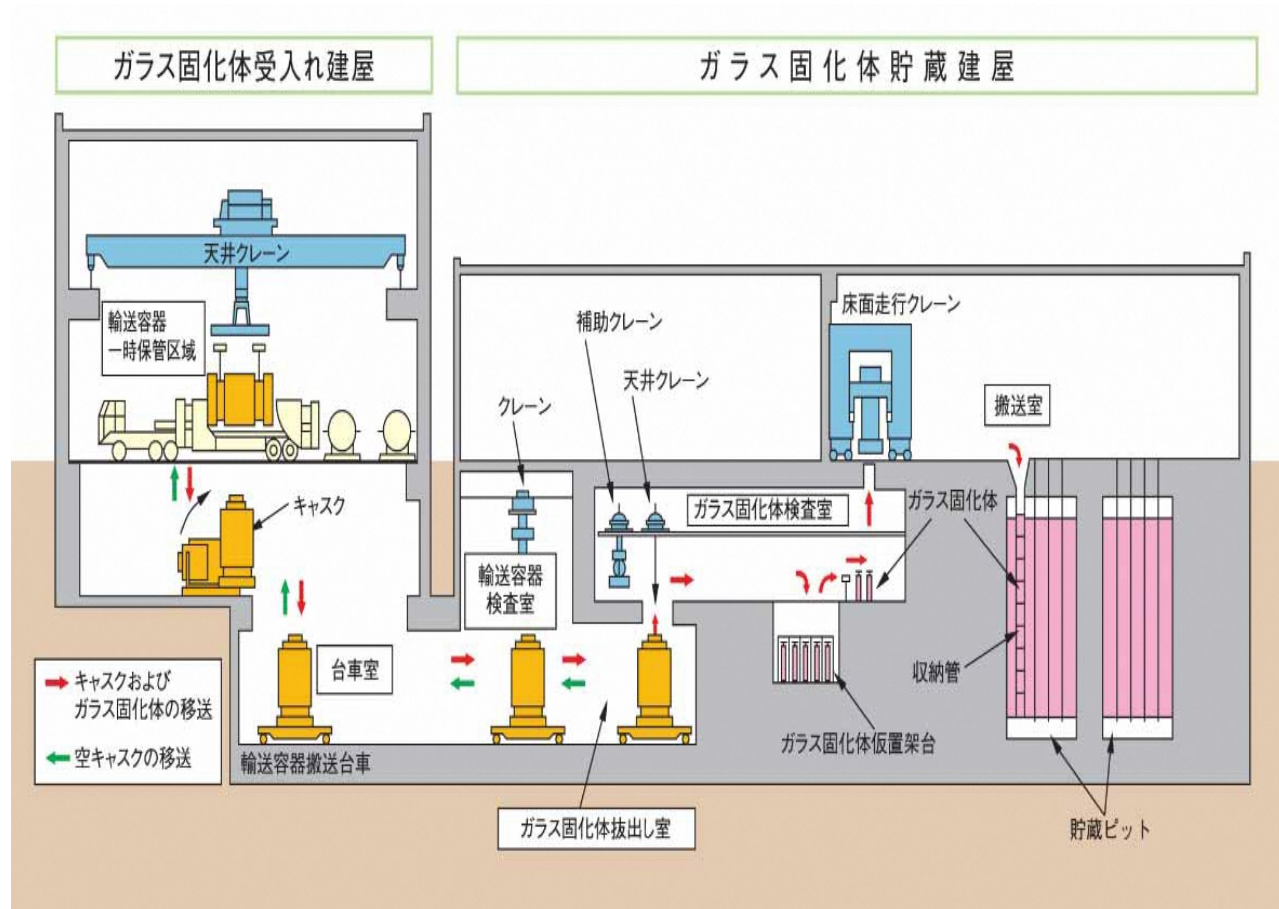 ガラス固化体受入れ建屋
ガラス固化体貯蔵建屋
天井クレーン
輸送容器
一時保管区域
キャスク
台車室
輸送容器搬送台車
クレーン
輸送容器
検査室
補助クレーン
天井クレーン
ガラス固化体検査室
床面走行クレーン
搬送室
ガラス固化体
収納管
ガラス固化体仮置架台
ガラス固化体抜出し室
貯蔵ピット
キャスクおよび
ガラス固化体の移送
空キャスクの移送